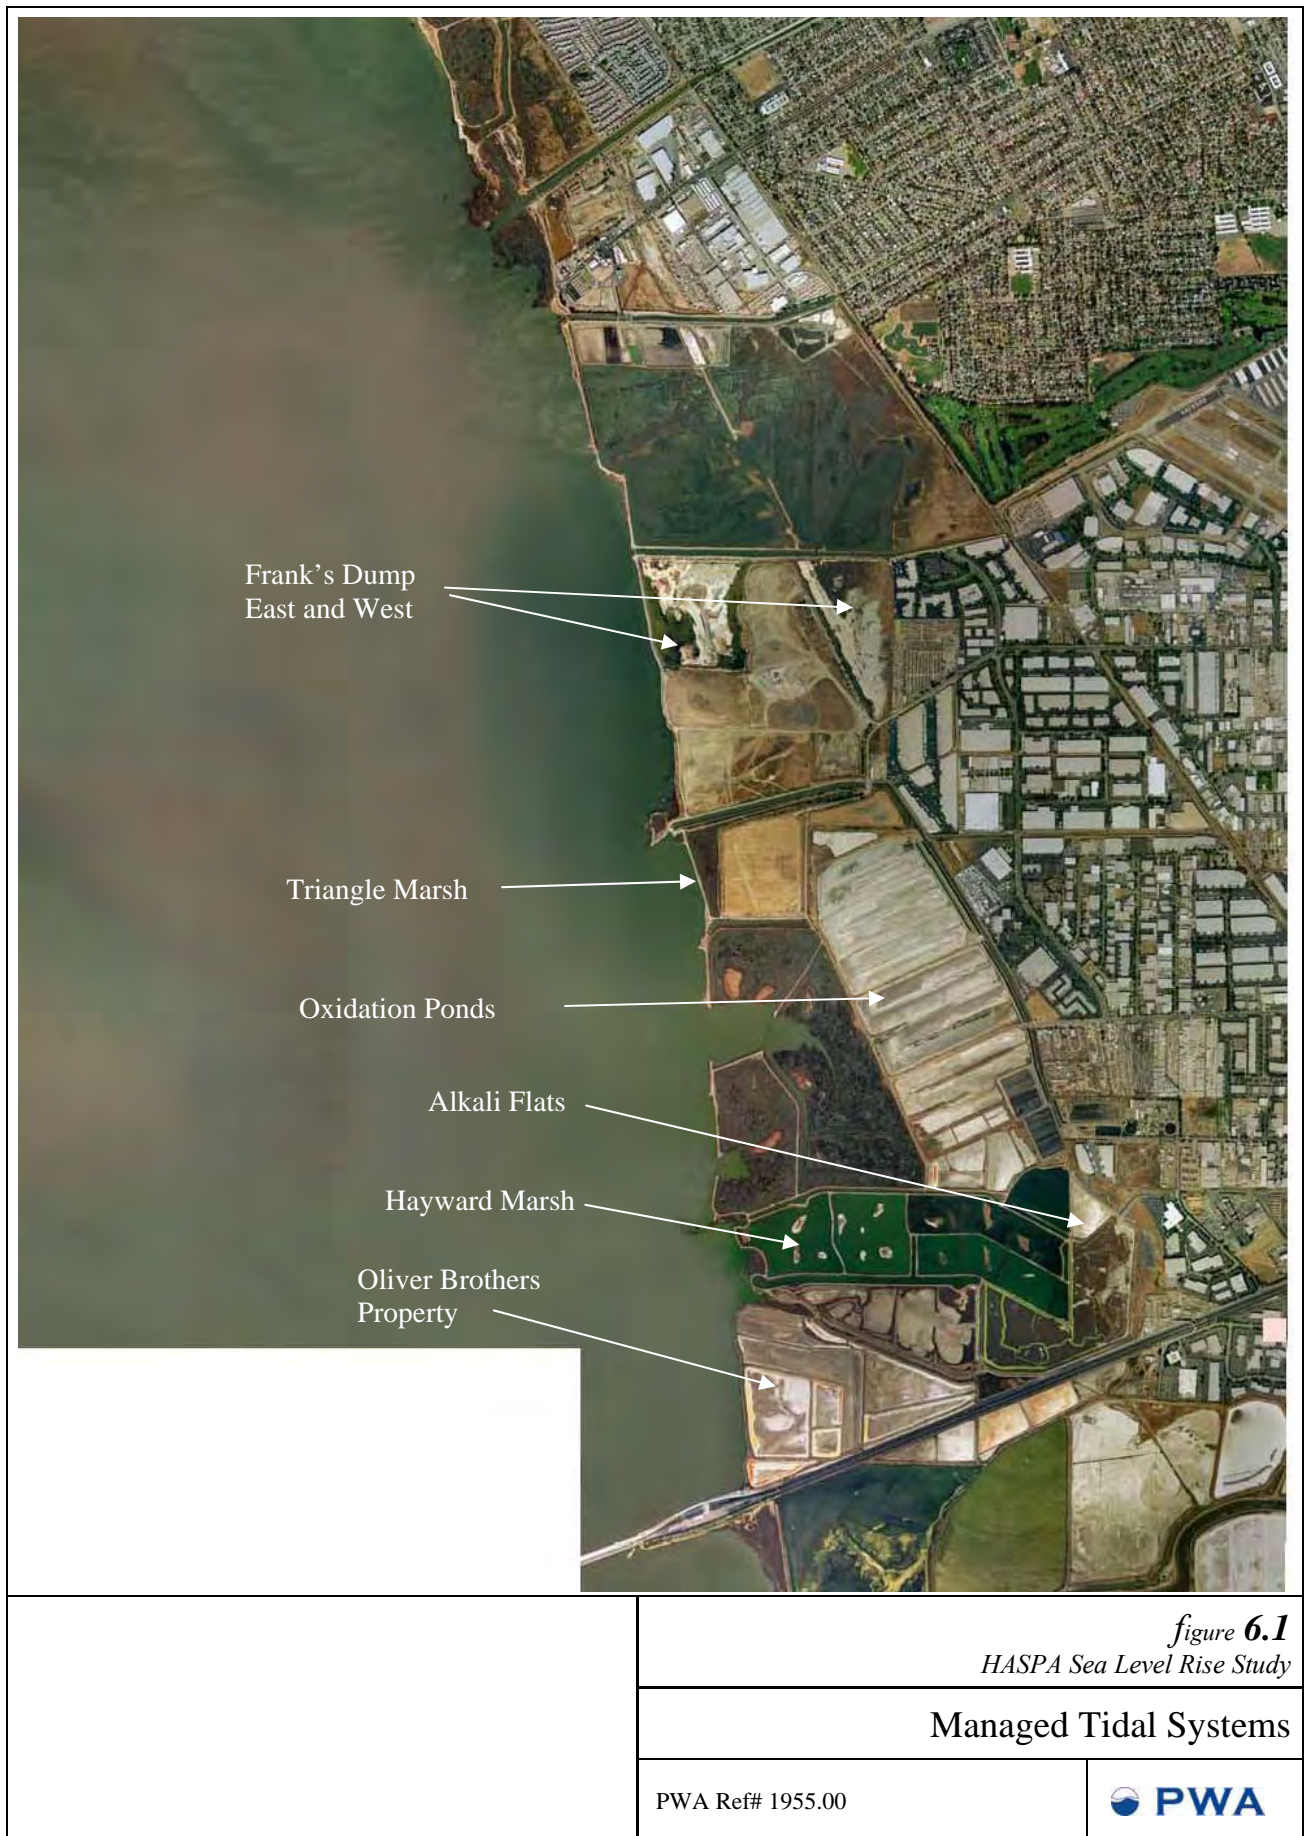 Frank's Dump
East and West
Triangle Marsh
Oxidation Ponds
Alkali Flats
Hayward Marsh
Oliver Brothers
Property
figure 6.1
HASPA Sea Level Rise Study
Managed Tidal Systems
PWA Ref# 1955.00
PWA